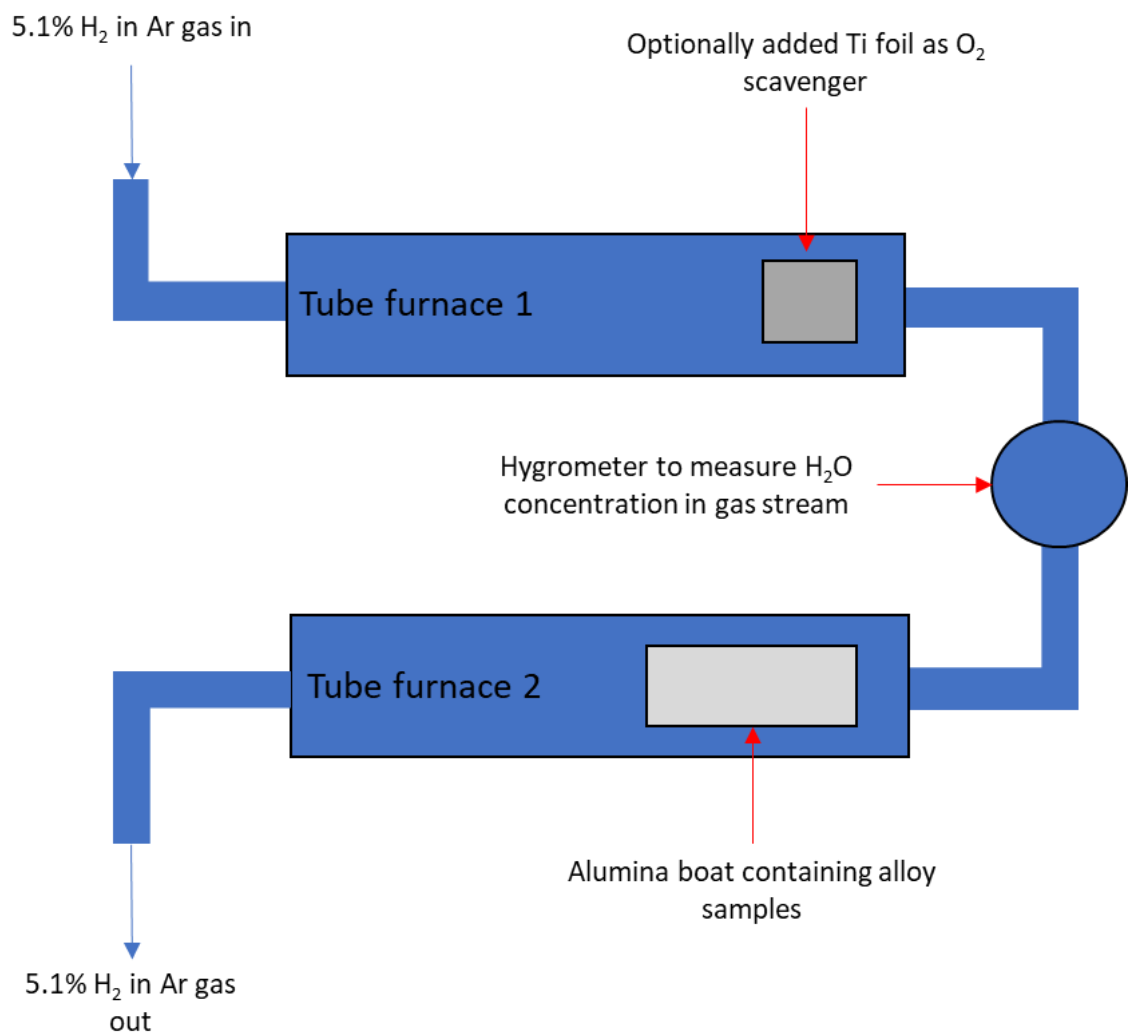 5.1% H₂ in Ar gas in
Optionally added Ti foil as O₂
scavenger
Tube furnace 1
Hygrometer to measure H₂O
concentration in gas stream
Tube furnace 2
Alumina boat containing alloy
samples
5.1% H₂ in Ar gas
out